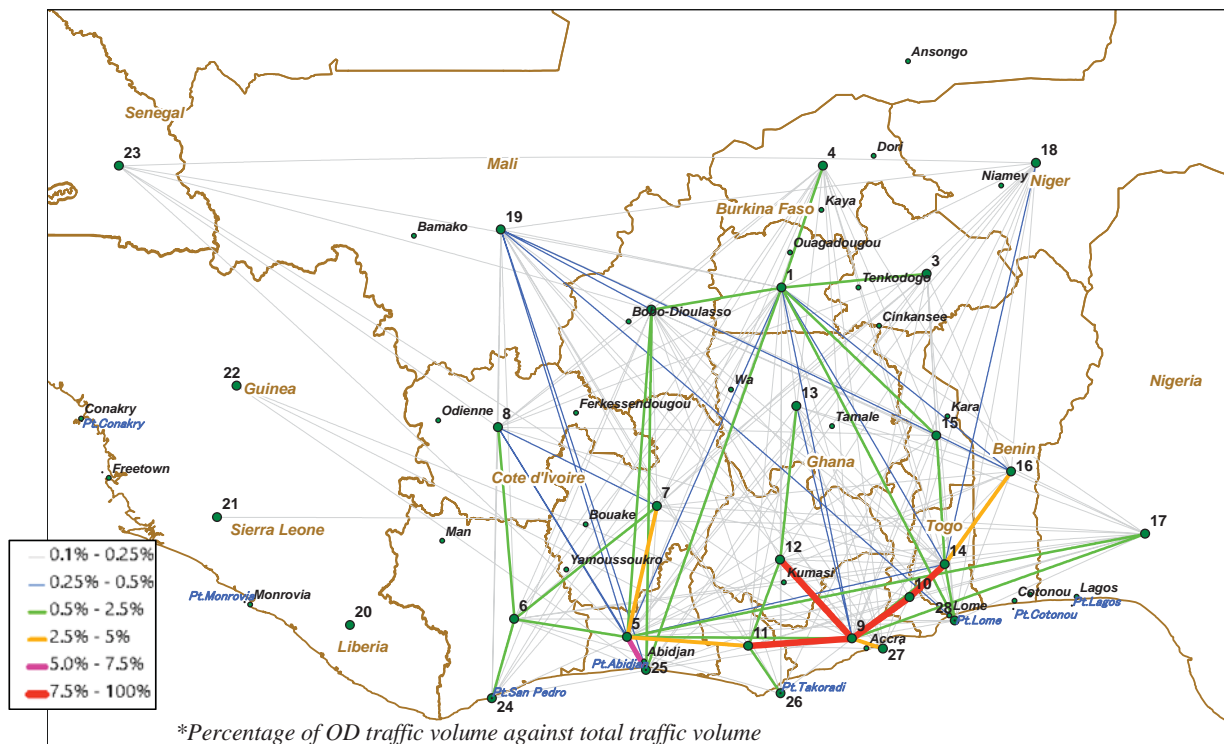 Ansongo
Senegal
23
Mali
4
Dori
18
Niamey
Niger
Kaya
Burkina Faso
19
Bamako
Ouagadougou
3
1
Tenkodogo
Bobo-Dioulasso
Cinkansee
22
Guinea
Wa
Nigeria
13
Conakry
Pt.Conakry
Odienne
Ferkessendougou
8
Tamale
Kara
15
Benin
Freetown
Cote d'Ivoire
Ghana
16
7
21
Sierra Leone
Bouake
Togo
17
Man
12
14
0.1% - 0.25%
0.25% - 0.5%
0.5% - 2.5%
2.5% - 5%
5.0% - 7.5%
7.5% - 100%
Yamoussoukro
Kumasi
10
Pt.Monrovia
Monrovia
Cotonou
Lagos
Pt.Lagos
28
Lome
Pt.Cotonou
Pt.Lome
20
6
5
9
11
Liberia
Abidjan
Accra
Pt.Abidjan
25
27
Pt.San Pedro
24
Pt.Takoradi
26
*Percentage of OD traffic volume against total traffic volume